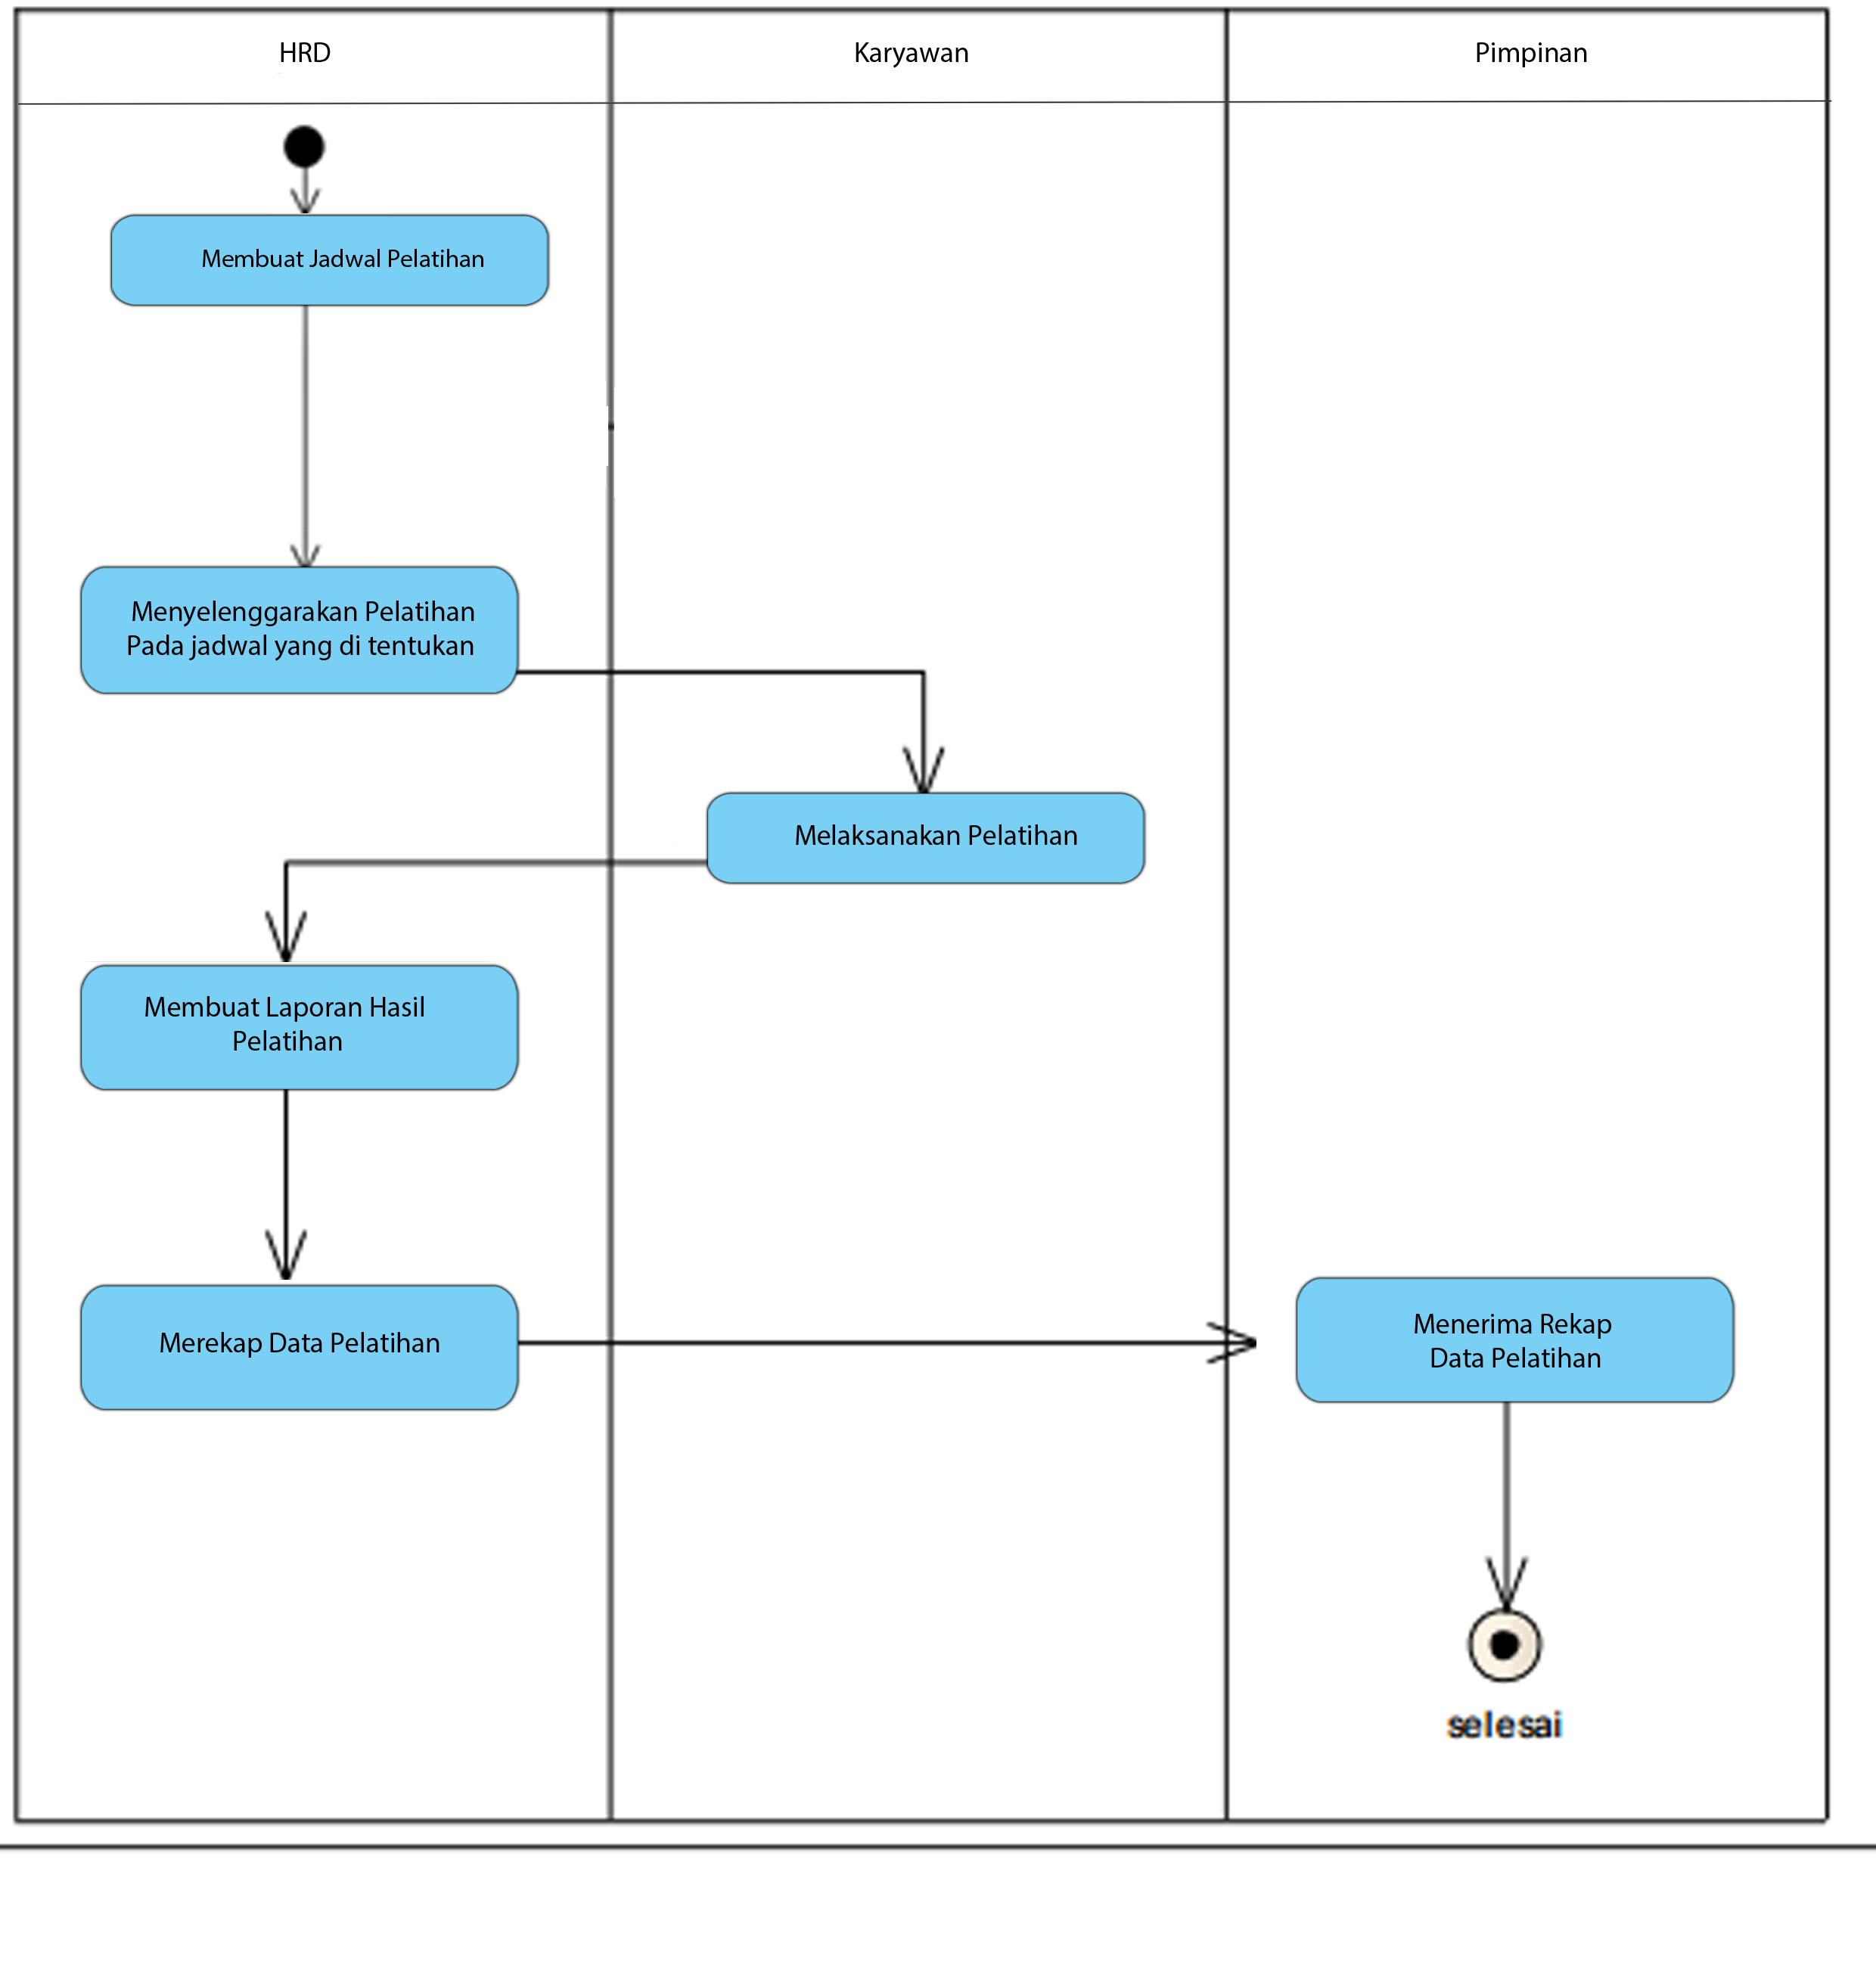 HRD
Karyawan
Pimpinan
Membuat Jadwal Pelatihan
Menyelenggarakan Pelatihan
Pada jadwal yang di tentukan
Melaksanakan Pelatihan
Membuat Laporan Hasil
Pelatihan
Merekap Data Pelatihan
Menerima Rekap
Data Pelatihan
selesai